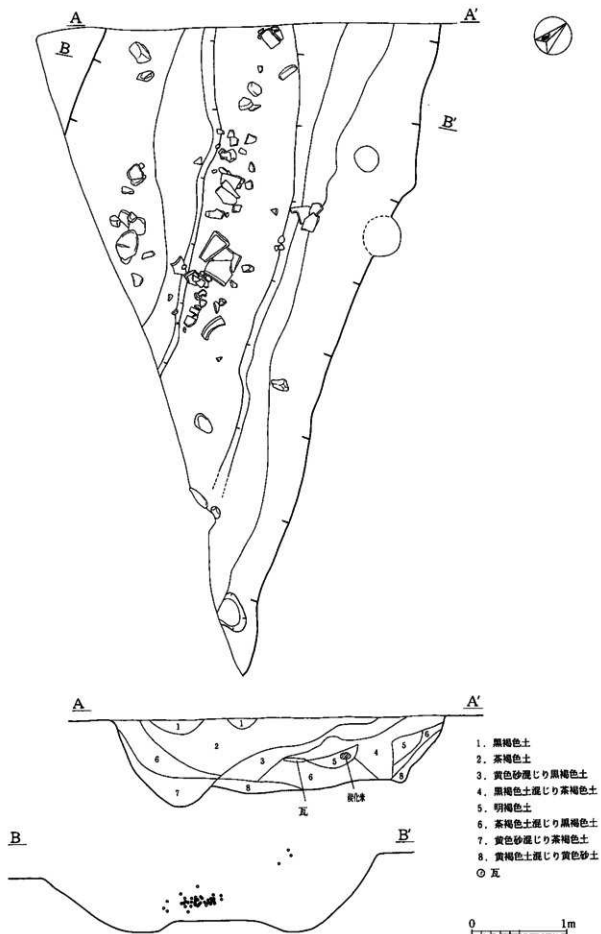 A
A'
B
B'
A
A'
1
1
2
6
3
5
4
5
6
7
8
6
8
瓦
炭化米
1. 黒褐色土
2. 茶褐色土
3. 黄色砂混じり黒褐色土
4. 黒褐色土混じり茶褐色土
5. 明褐色土
6. 茶褐色土混じり黒褐色土
7. 黄色砂混じり茶褐色土
8. 黄褐色土混じり黄色砂土
瓦
B
B'
0
1m